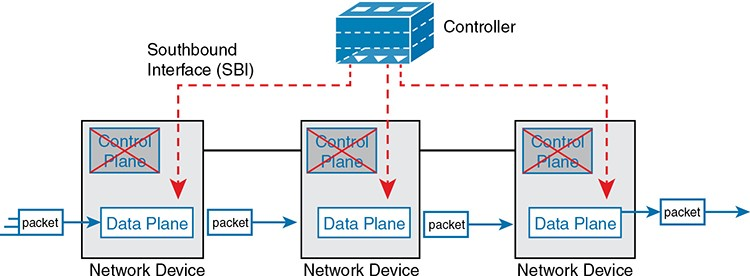 Southbound
Interface (SBI)
Controller
Control
Plane
Control
Plane
Control
Plane
packet
Data Plane
packet
Data Plane
packet
Data Plane
packet
Network Device
Network Device
Network Device